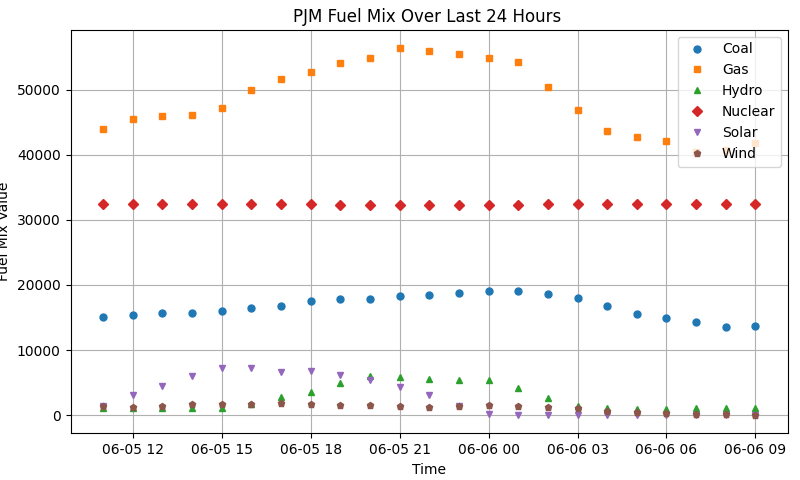 PJM Fuel Mix Over Last 24 Hours
Coal
Gas
Hydro
Nuclear
Solar
Wind
50000
40000
30000
20000
10000
0
Fuel Mix Value
06-05 12 06-05 15 06-05 18 06-05 21 06-06 00 06-06 03 06-06 06 06-06 09
Time